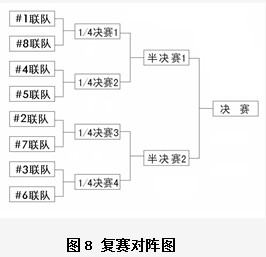 #1联队
#8联队
1/4决赛1
#4联队
#5联队
1/4决赛2
半决赛1
#2联队
#7联队
1/4决赛3
#3联队
#6联队
1/4决赛4
半决赛2
决 赛
图 8 复赛对阵图